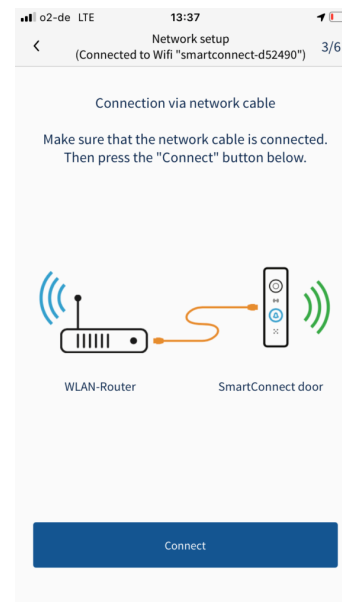 o2-de LTE 13:37
Network setup
(Connected to Wifi "smartconnect-d52490")
3/6
Connection via network cable
Make sure that the network cable is connected.
Then press the "Connect" button below.
WLAN-Router SmartConnect door
Connect